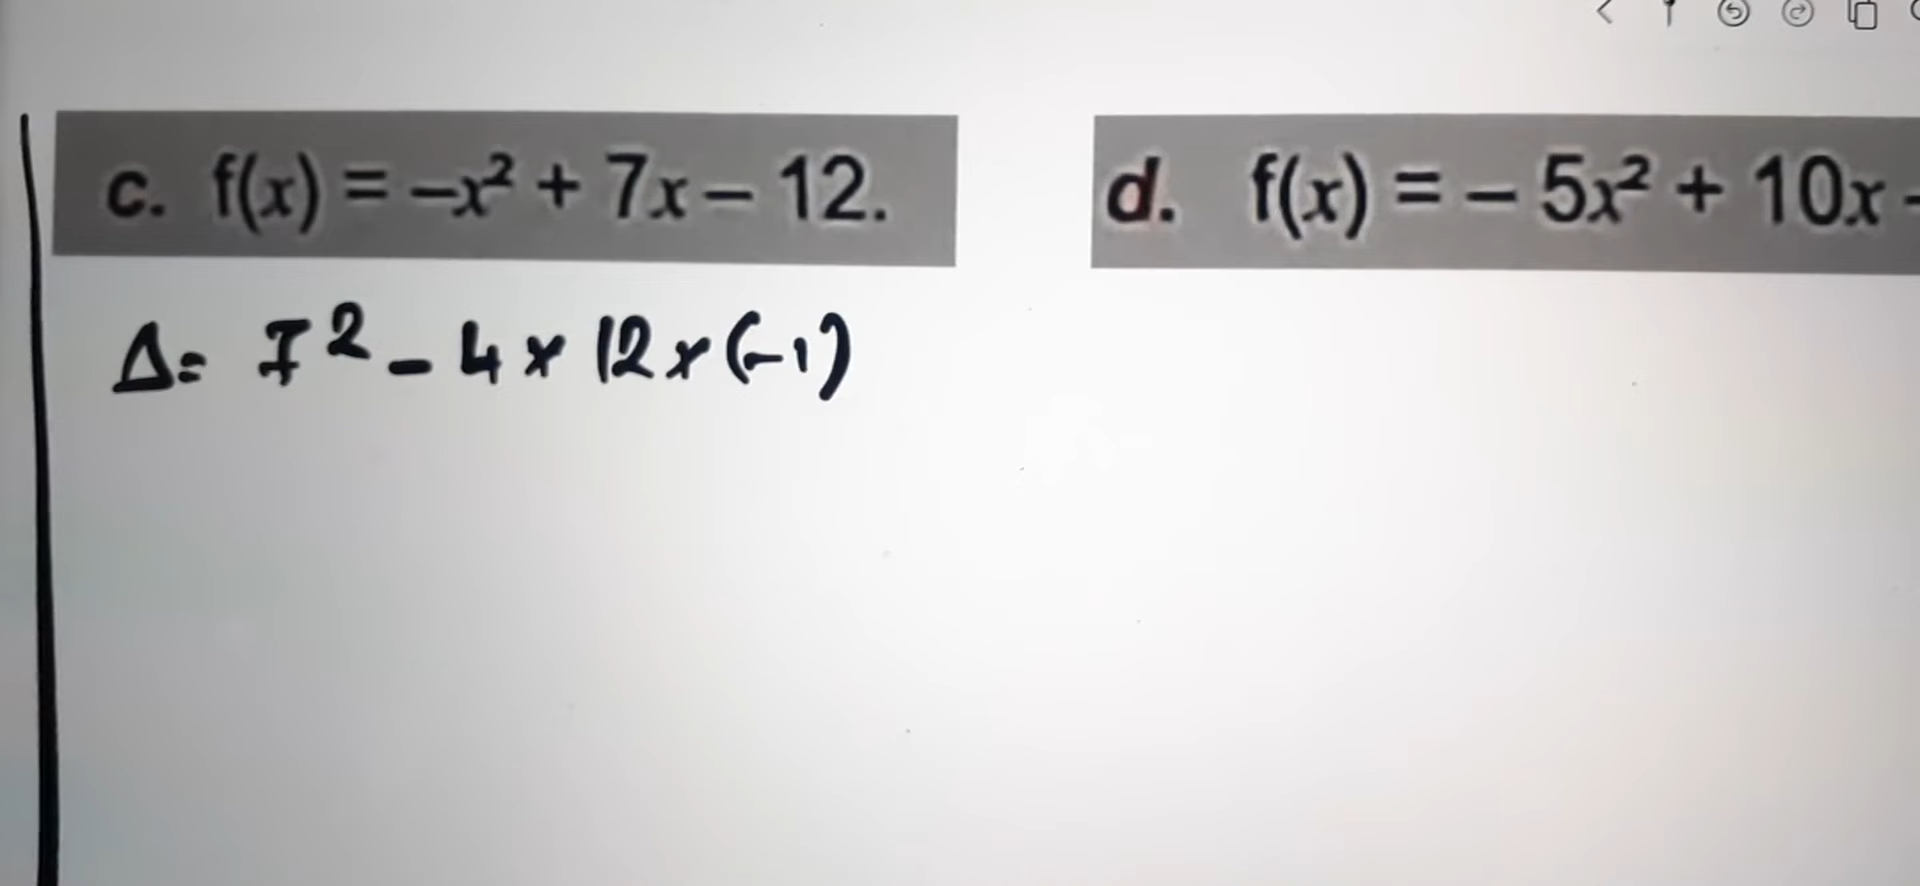 c. f(x) = –x² + 7x – 12.
d. f(x) = – 5x² + 10x -
Δ= 7² - 4 × 12 × (-1)